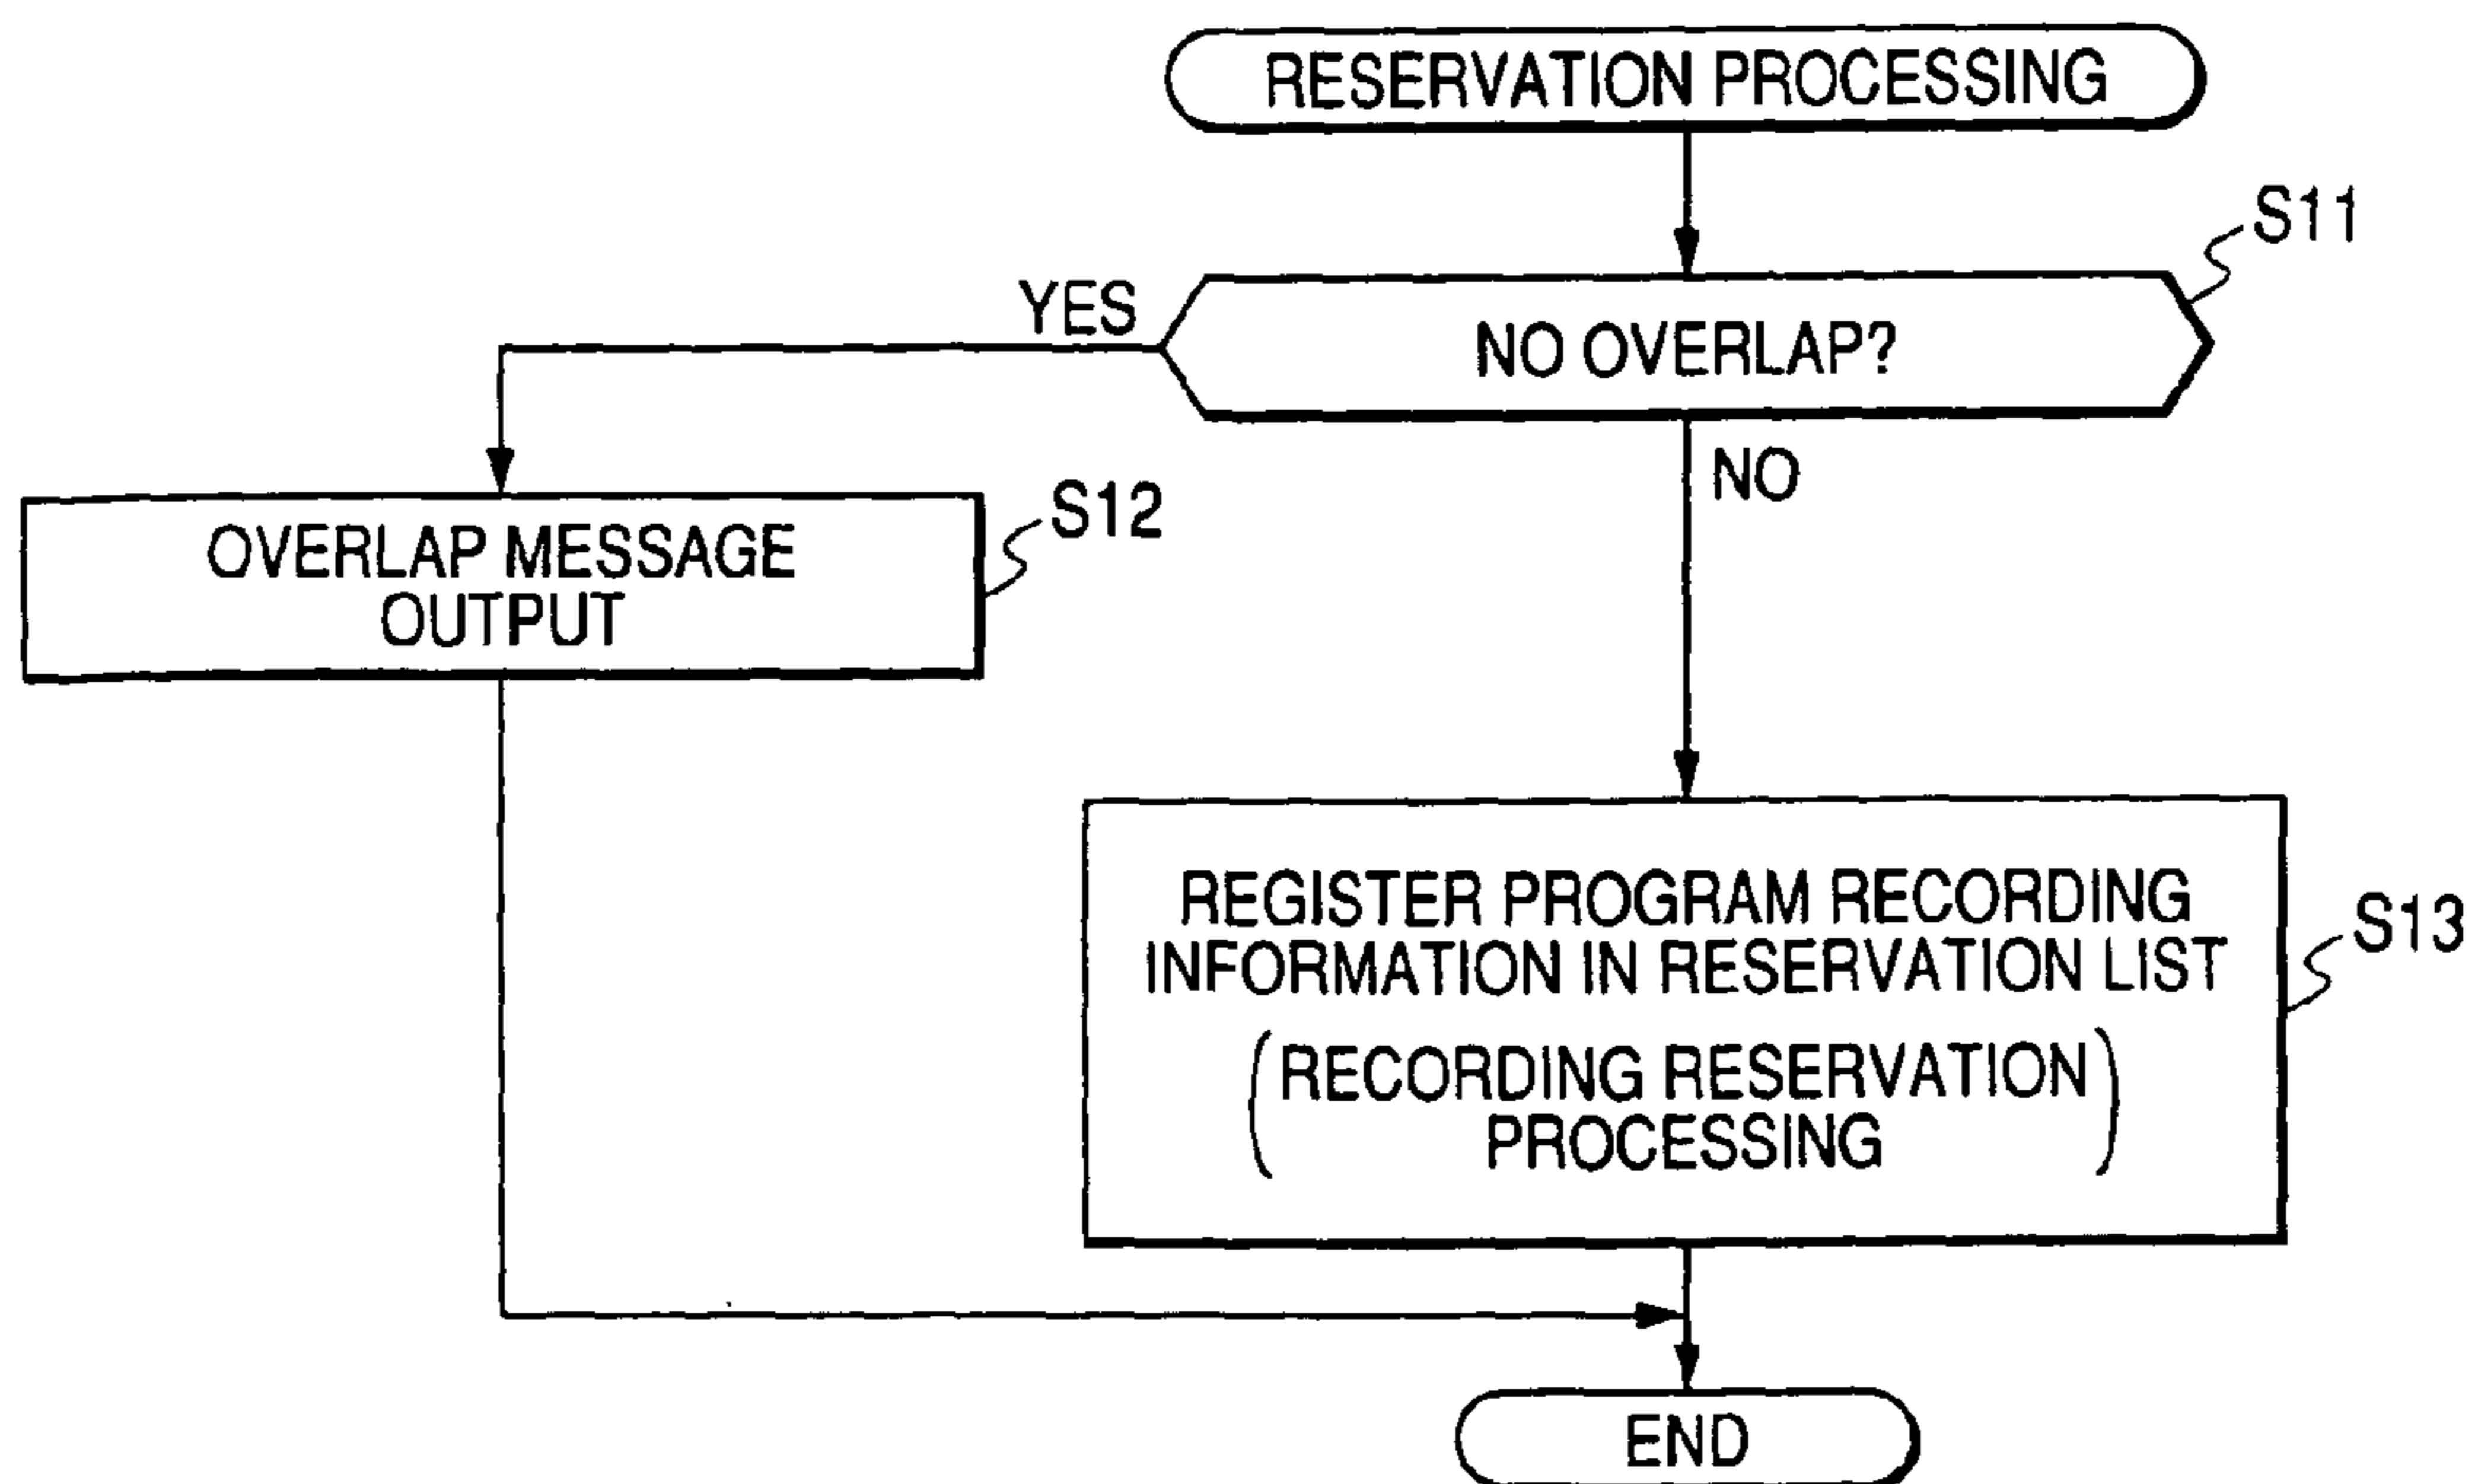 RESERVATION PROCESSING
S11
YES
NO OVERLAP?
NO
S12
OVERLAP MESSAGE
OUTPUT
REGISTER PROGRAM RECORDING
INFORMATION IN RESERVATION LIST
S13
(RECORDING RESERVATION
PROCESSING)
END